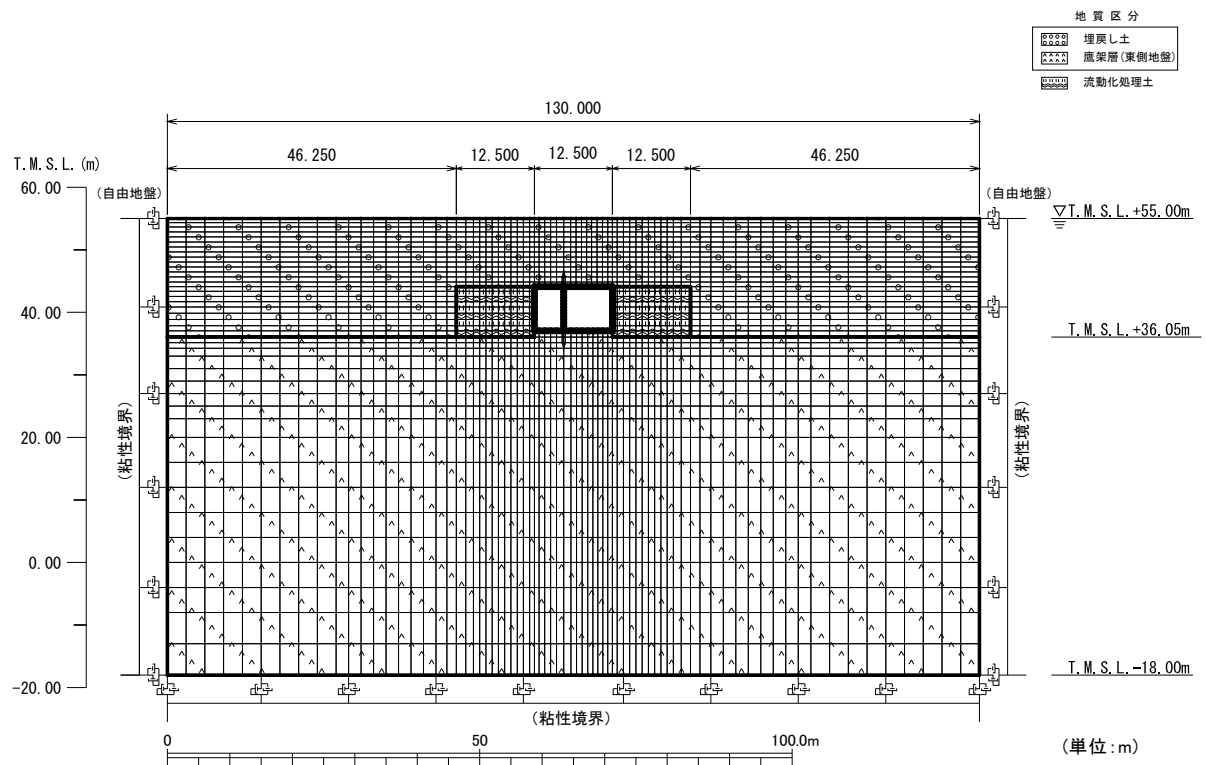 地 質 区 分
埋戻し土
鷹架層(東側地盤)
流動化処理土
130.000
46.250
12.500
12.500
12.500
46.250
T.M.S.L.(m)
60.00
(自由地盤)
(自由地盤)
T.M.S.L.+55.00m
40.00
T.M.S.L.+36.05m
20.00
(粘性境界)
(粘性境界)
0.00
T.M.S.L.-18.00m
-20.00
(粘性境界)
0
50
100.0m
(単位:m)